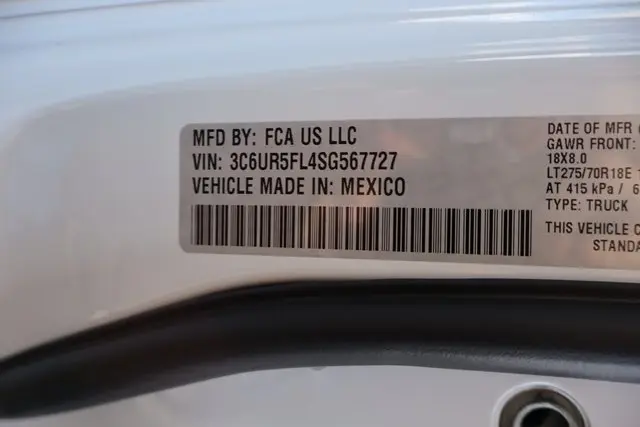 MFD BY: FCA US LLC
VIN: 3C6UR5FL4SG567727
VEHICLE MADE IN: MEXICO
DATE OF MFR
GAWR FRONT:
18X8.0
LT275/70R18E
AT 415 kPa /
TYPE: TRUCK
THIS VEHICLE
STANDA